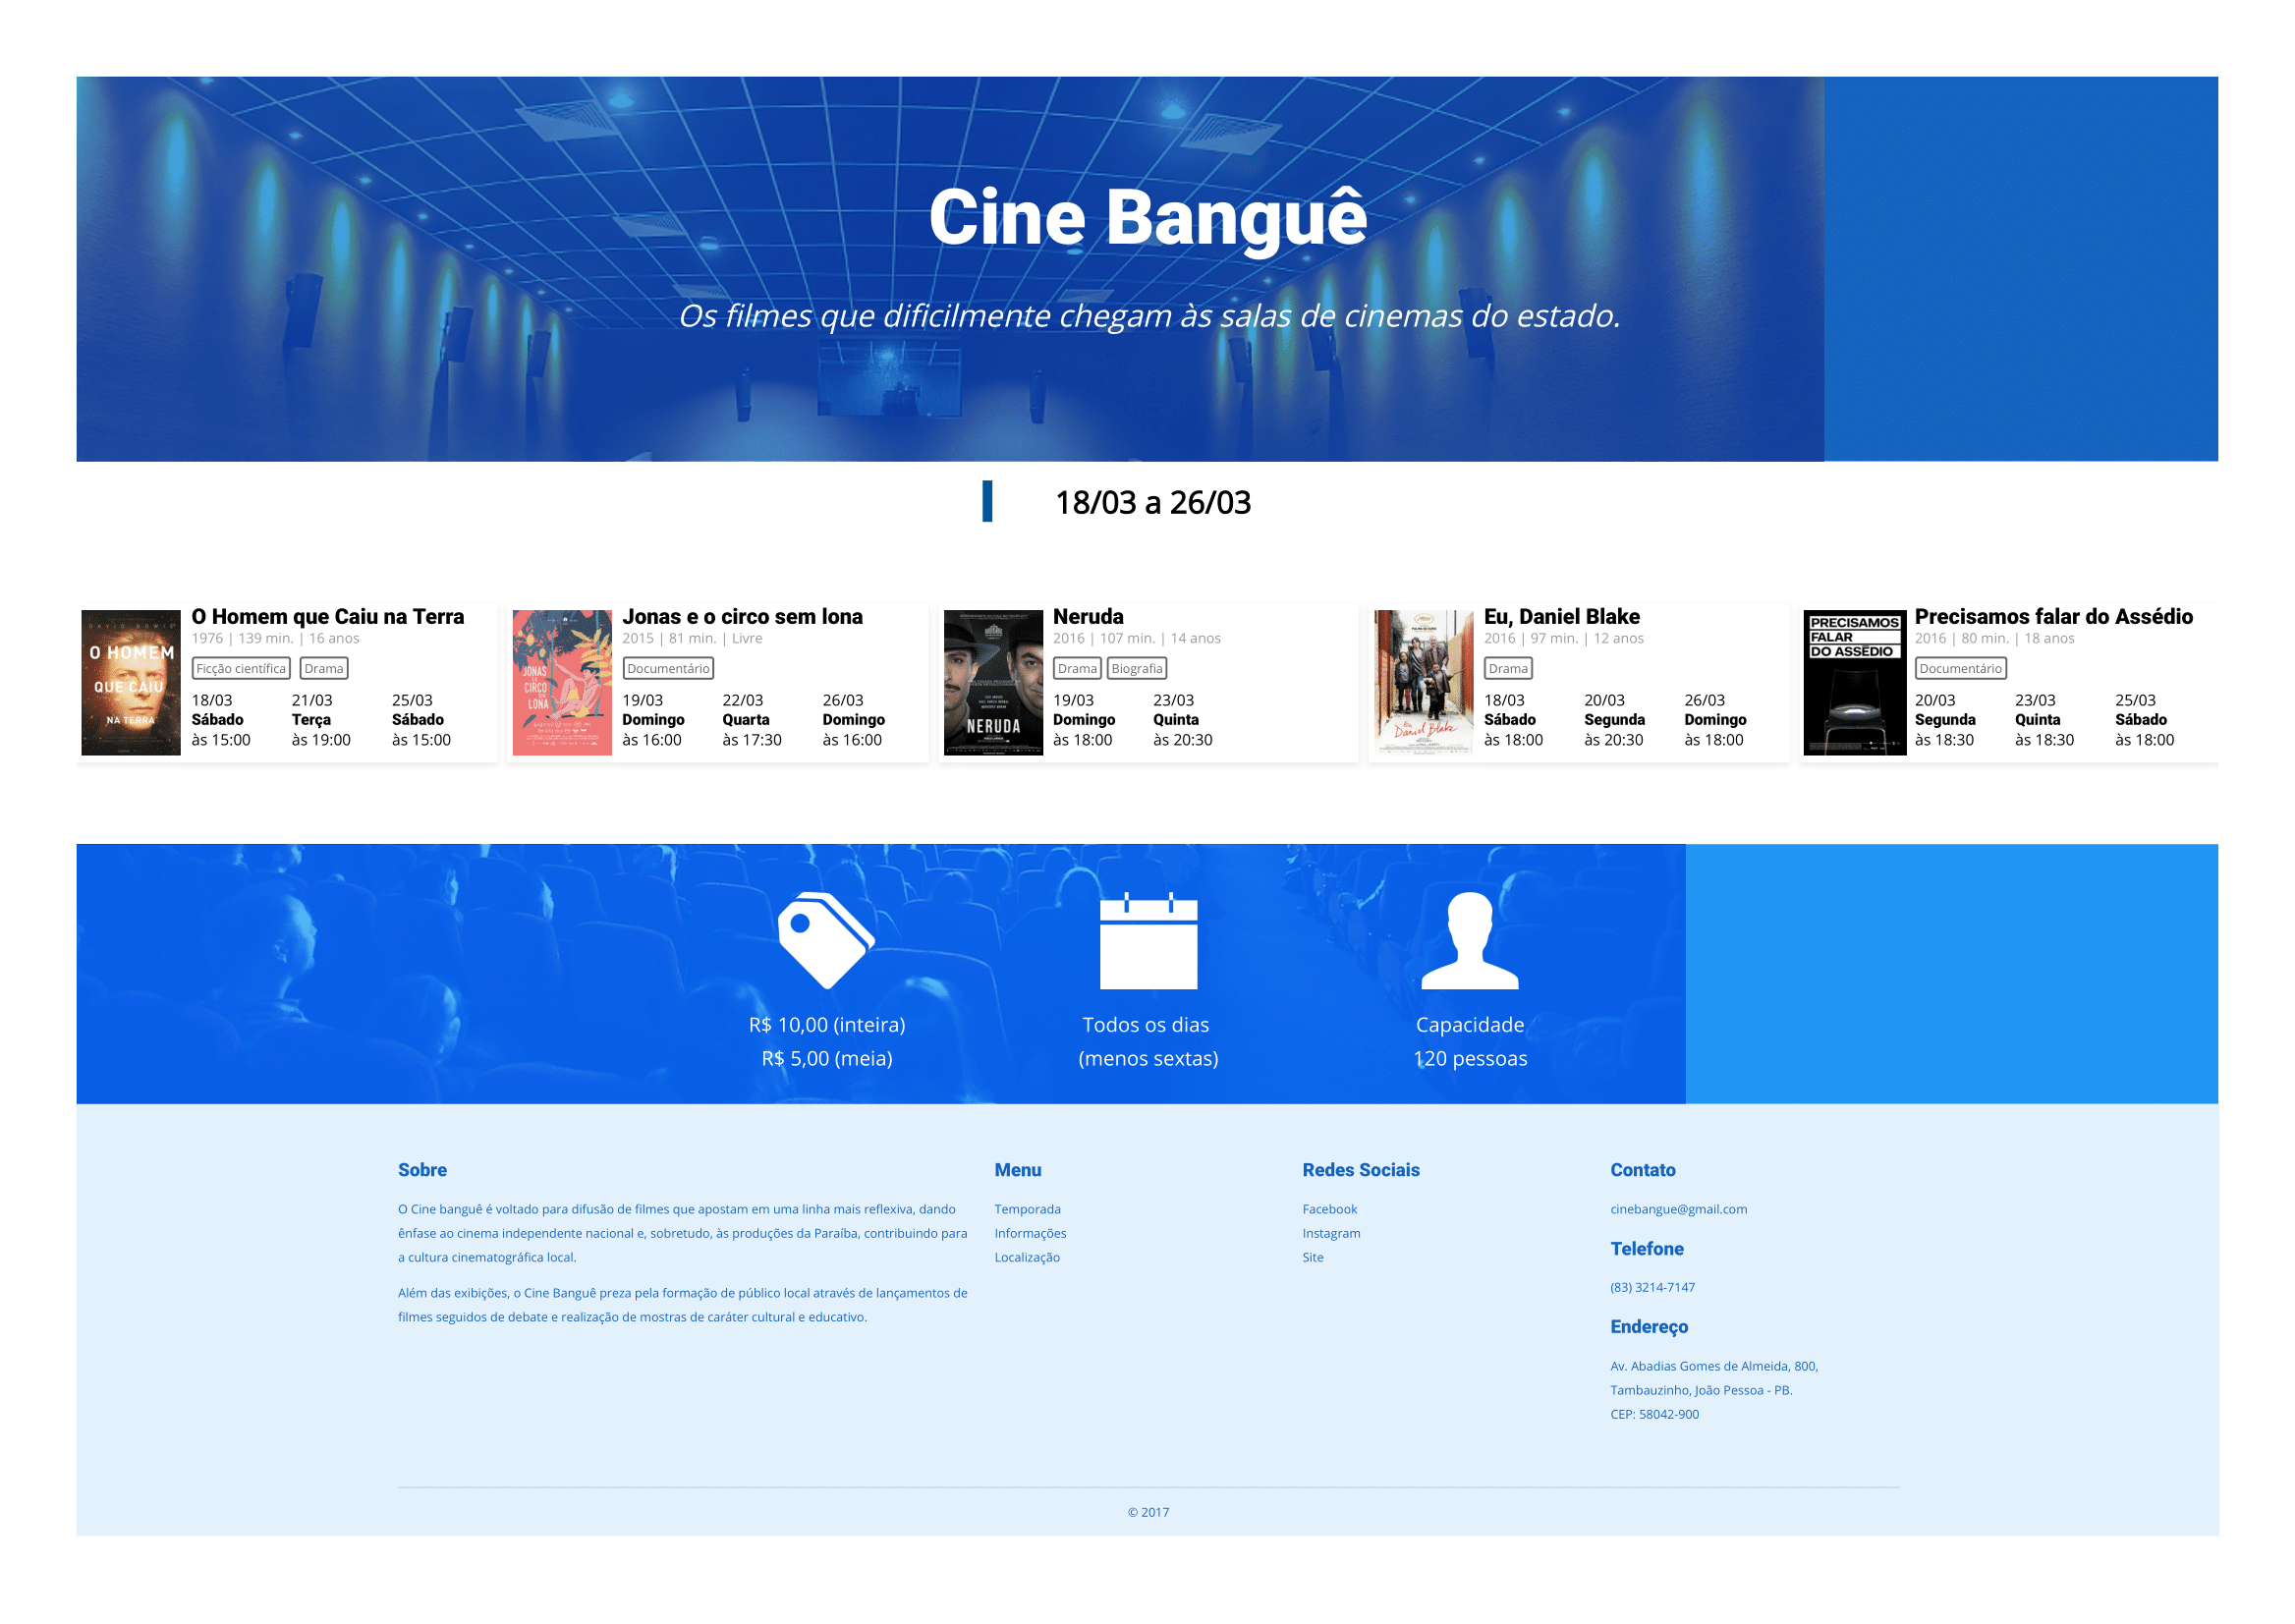 Cine Banguê
Os filmes que dificilmente chegam às salas de cinemas do estado.
18/03 a 26/03
O HOMEM
QUE CAIU
NA TERRA
O Homem que Caiu na Terra
1976 | 139 min. | 16 anos
Ficção científica Drama
18/03 21/03 25/03
Sábado Terça Sábado
às 15:00 às 19:00 às 15:00
JONAS
CIRCO
LONA
Jonas e o circo sem lona
2015 | 81 min. | Livre
Documentário
19/03 22/03 26/03
Domingo Quarta Domingo
às 16:00 às 17:30 às 16:00
NERUDA
Neruda
2016 | 107 min. | 14 anos
Drama Biografia
19/03 23/03
Domingo Quinta
às 18:00 às 20:30
Eu,
Daniel Blake
Eu, Daniel Blake
2016 | 97 min. | 12 anos
Drama
18/03 20/03 26/03
Sábado Segunda Domingo
às 18:00 às 20:30 às 18:00
PRECISAMOS
FALAR
DO ASSÉDIO
Precisamos falar do Assédio
2016 | 80 min. | 18 anos
Documentário
20/03 23/03 25/03
Segunda Quinta Sábado
às 18:30 às 18:30 às 18:00
R$ 10,00 (inteira)
R$ 5,00 (meia)
Todos os dias
(menos sextas)
Capacidade
120 pessoas
Sobre
O Cine banguê é voltado para difusão de filmes que apostam em uma linha mais reflexiva, dando
ênfase ao cinema independente nacional e, sobretudo, às produções da Paraíba, contribuindo para
a cultura cinematográfica local.
Além das exibições, o Cine Banguê preza pela formação de público local através de lançamentos de
filmes seguidos de debate e realização de mostras de caráter cultural e educativo.
Menu
Temporada
Informações
Localização
Redes Sociais
Facebook
Instagram
Site
Contato
cinebangue@gmail.com
Telefone
(83) 3214-7147
Endereço
Av. Abadias Gomes de Almeida, 800,
Tambauzinho, João Pessoa - PB.
CEP: 58042-900
© 2017